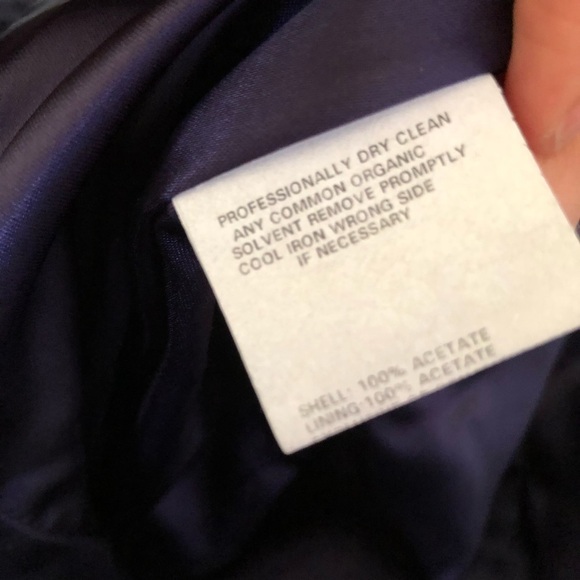 PROFESSIONALLY DRY CLEAN
ANY COMMON ORGANIC
SOLVENT REMOVE PROMPTLY
COOL IRON WRONG SIDE
IF NECESSARY
SHELL: 100% ACETATE
LINING-100% ACETATE